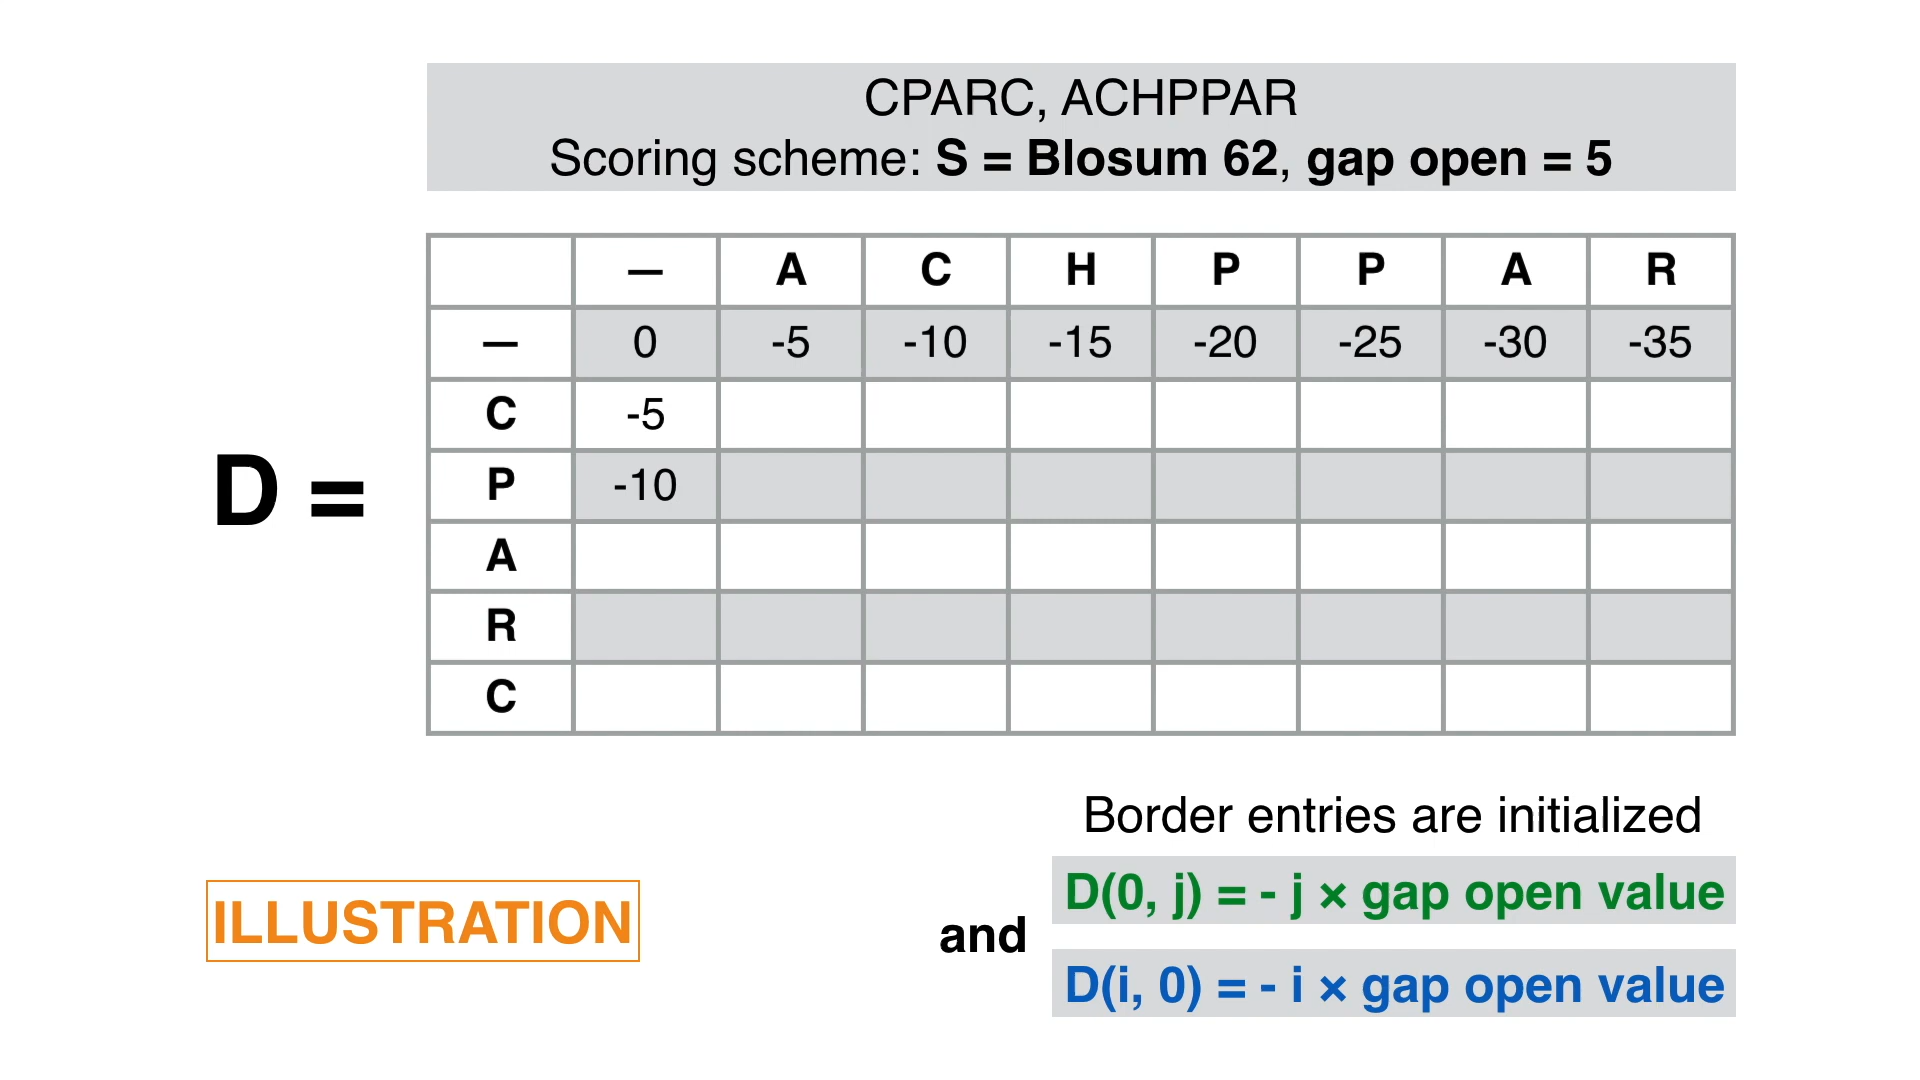 CPARC, ACHPPAR
Scoring scheme: S = Blosum 62, gap open = 5
— A C H P P A R
— 0 -5 -10 -15 -20 -25 -30 -35
C -5
P -10
A
R
C
D =
Border entries are initialized
D(0, j) = - j × gap open value
and
D(i, 0) = - i × gap open value
ILLUSTRATION